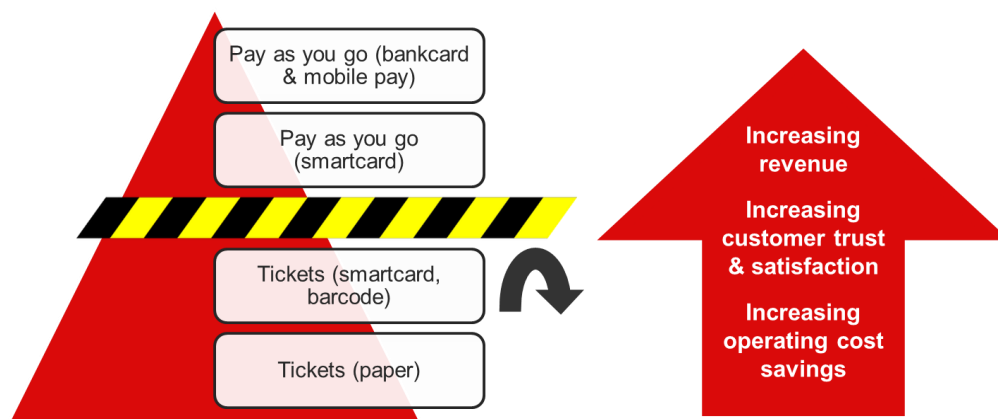 Pay as you go (bankcard
& mobile pay)
Pay as you go
(smartcard)
Tickets (smartcard,
barcode)
Tickets (paper)
Increasing
revenue
Increasing
customer trust
& satisfaction
Increasing
operating cost
savings